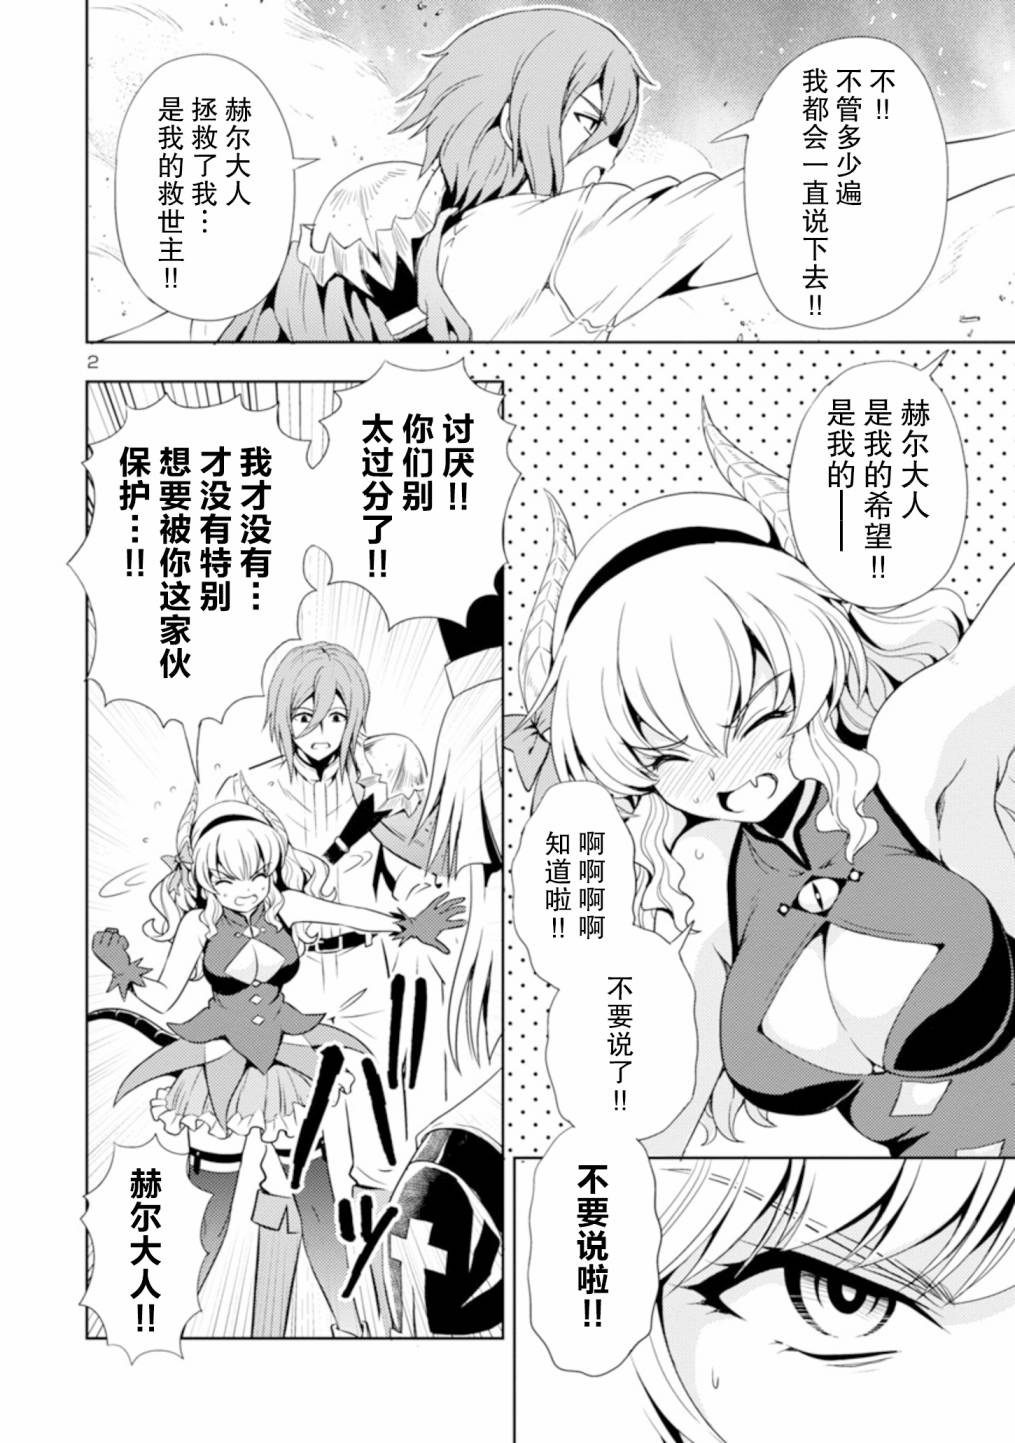 不!!
不管多少遍
我都会一直说下去!!
赫尔大人
拯救了我…
是我的救世主!!
赫尔大人
是我的希望!!
是我的——
啊啊啊啊
知道啦!!
不要说了!!
不要说啦!!
讨厌!!
你们别
太过分了!!
我才没有…
才没有特别
想要被你这家伙
保护…!!
赫尔大人!!
2